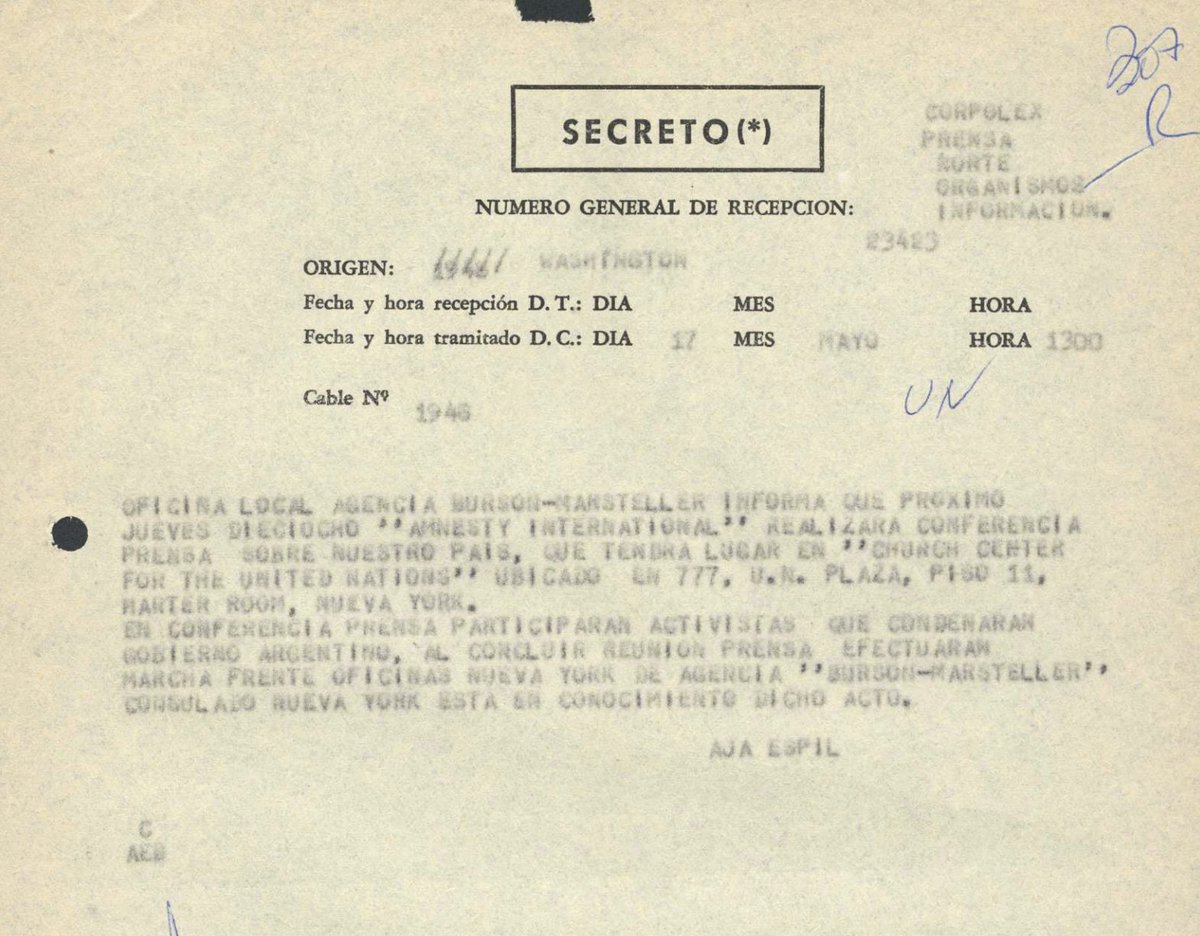 307
R
SECRETO (*)
CORPOLEX
PRENSA
NORTE
ORGANISMOS
INFORMACION.
NUMERO GENERAL DE RECEPCION:
23423
ORIGEN: WASHINGTON
Fecha y hora recepción D. T.: DIA MES HORA
Fecha y hora tramitado D. C.: DIA 17 MES MAYO HORA 1300
UN
Cable Nº 1946
OFICINA LOCAL AGENCIA BURSON-MARSTELLER INFORMA QUE PROXIMO
JUEVES DIECIOCHO ''AMNESTY INTERNATIONAL'' REALIZARA CONFERENCIA
PRENSA SOBRE NUESTRO PAIS, QUE TENDRA LUGAR EN ''CHURCH CENTER
FOR THE UNITED NATIONS'' UBICADO EN 777, U.N. PLAZA, PISO 11,
MARTER ROOM, NUEVA YORK.
EN CONFERENCIA PRENSA PARTICIPARAN ACTIVISTAS QUE CONDENARAN
GOBIERNO ARGENTINO, AL CONCLUIR REUNION PRENSA EFECTUARAN
MARCHA FRENTE OFICINAS NUEVA YORK DE AGENCIA ''BURSON-MARSTELLER''
CONSULADO NUEVA YORK ESTA EN CONOCIMIENTO DICHO ACTO.
AJA ESPIL
C
AEB